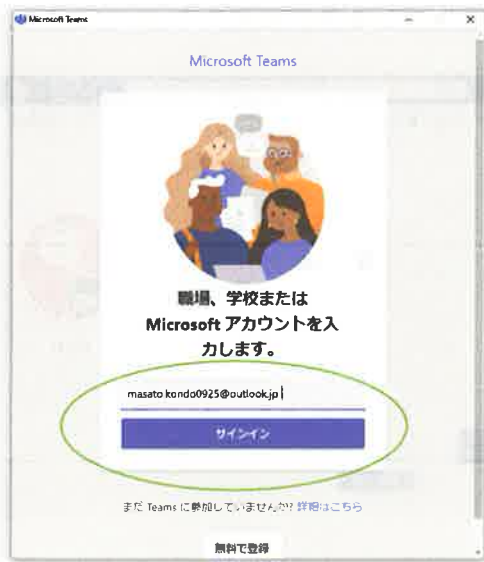 Microsoft Teams
Microsoft Teams
職場、学校または
Microsoft アカウントを入
力します。
masato.kondo0925@outlook.jp
サインイン
まだ Teams に参加していませんか? 詳細はこちら
無料で登録